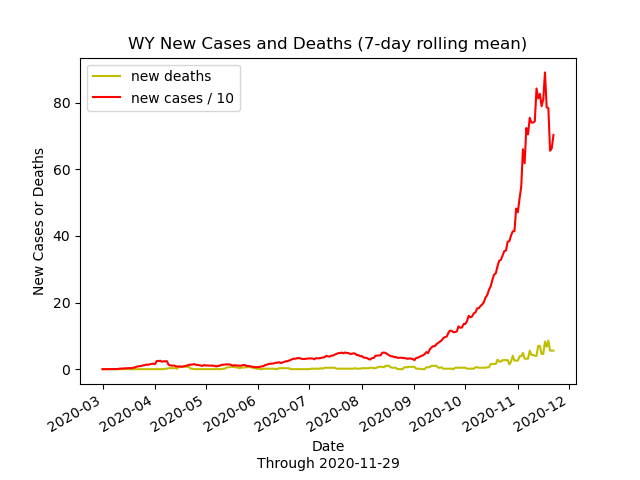 WY New Cases and Deaths (7-day rolling mean)
new deaths
new cases / 10
New Cases or Deaths
80
60
40
20
0
2020-03
2020-04
2020-05
2020-06
2020-07
2020-08
2020-09
2020-10
2020-11
2020-12
Date
Through 2020-11-29